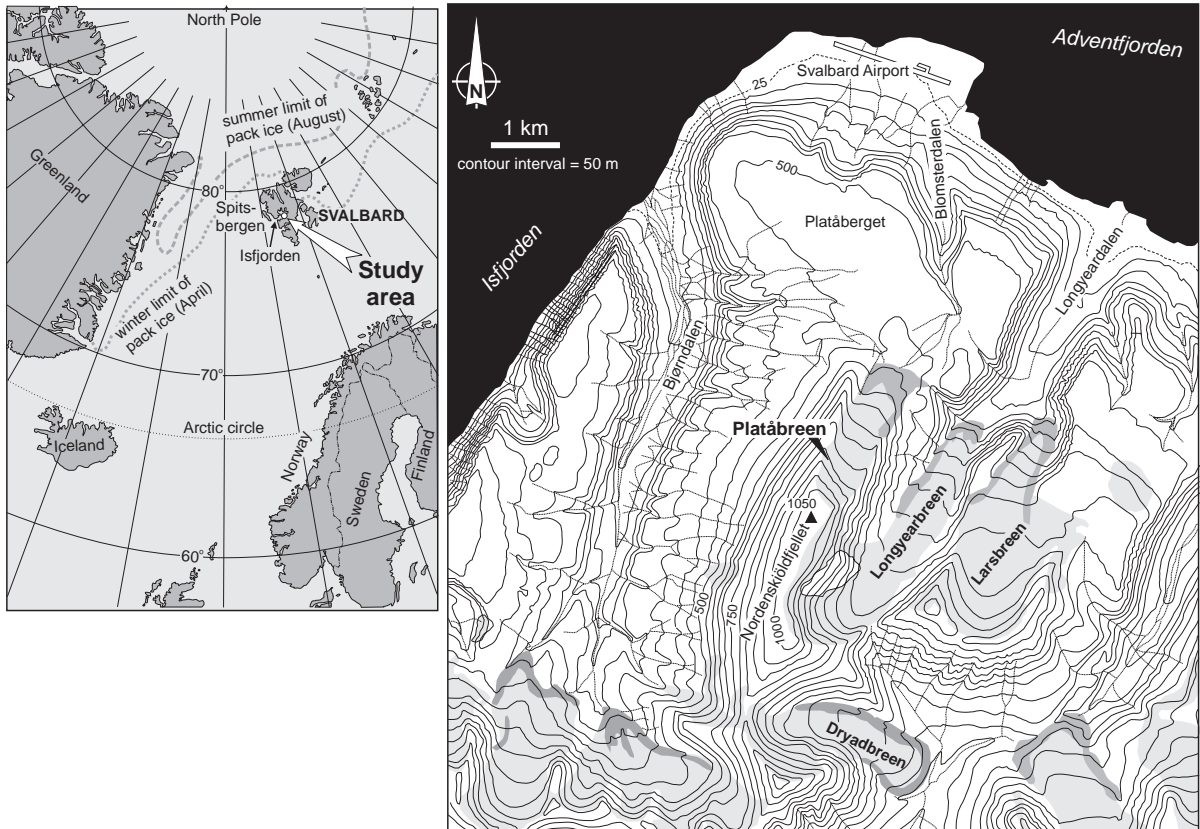 North Pole
summer limit of
pack ice (August)
Greenland
80°
Spits-
bergen
SVALBARD
Isfjorden
Study
area
winter limit of
pack ice (April)
70°
Arctic circle
Iceland
Norway
Sweden
Finland
60°
N
1 km
contour interval = 50 m
Adventfjorden
Svalbard Airport
25
Blomsterdalen
500
Platåberget
Isfjorden
Longyeardalen
Bjørndalen
Platåbreen
1050
Nordenskiöldfjellet
Longyearbreen
Larsbreen
500
750
1000
Dryadbreen